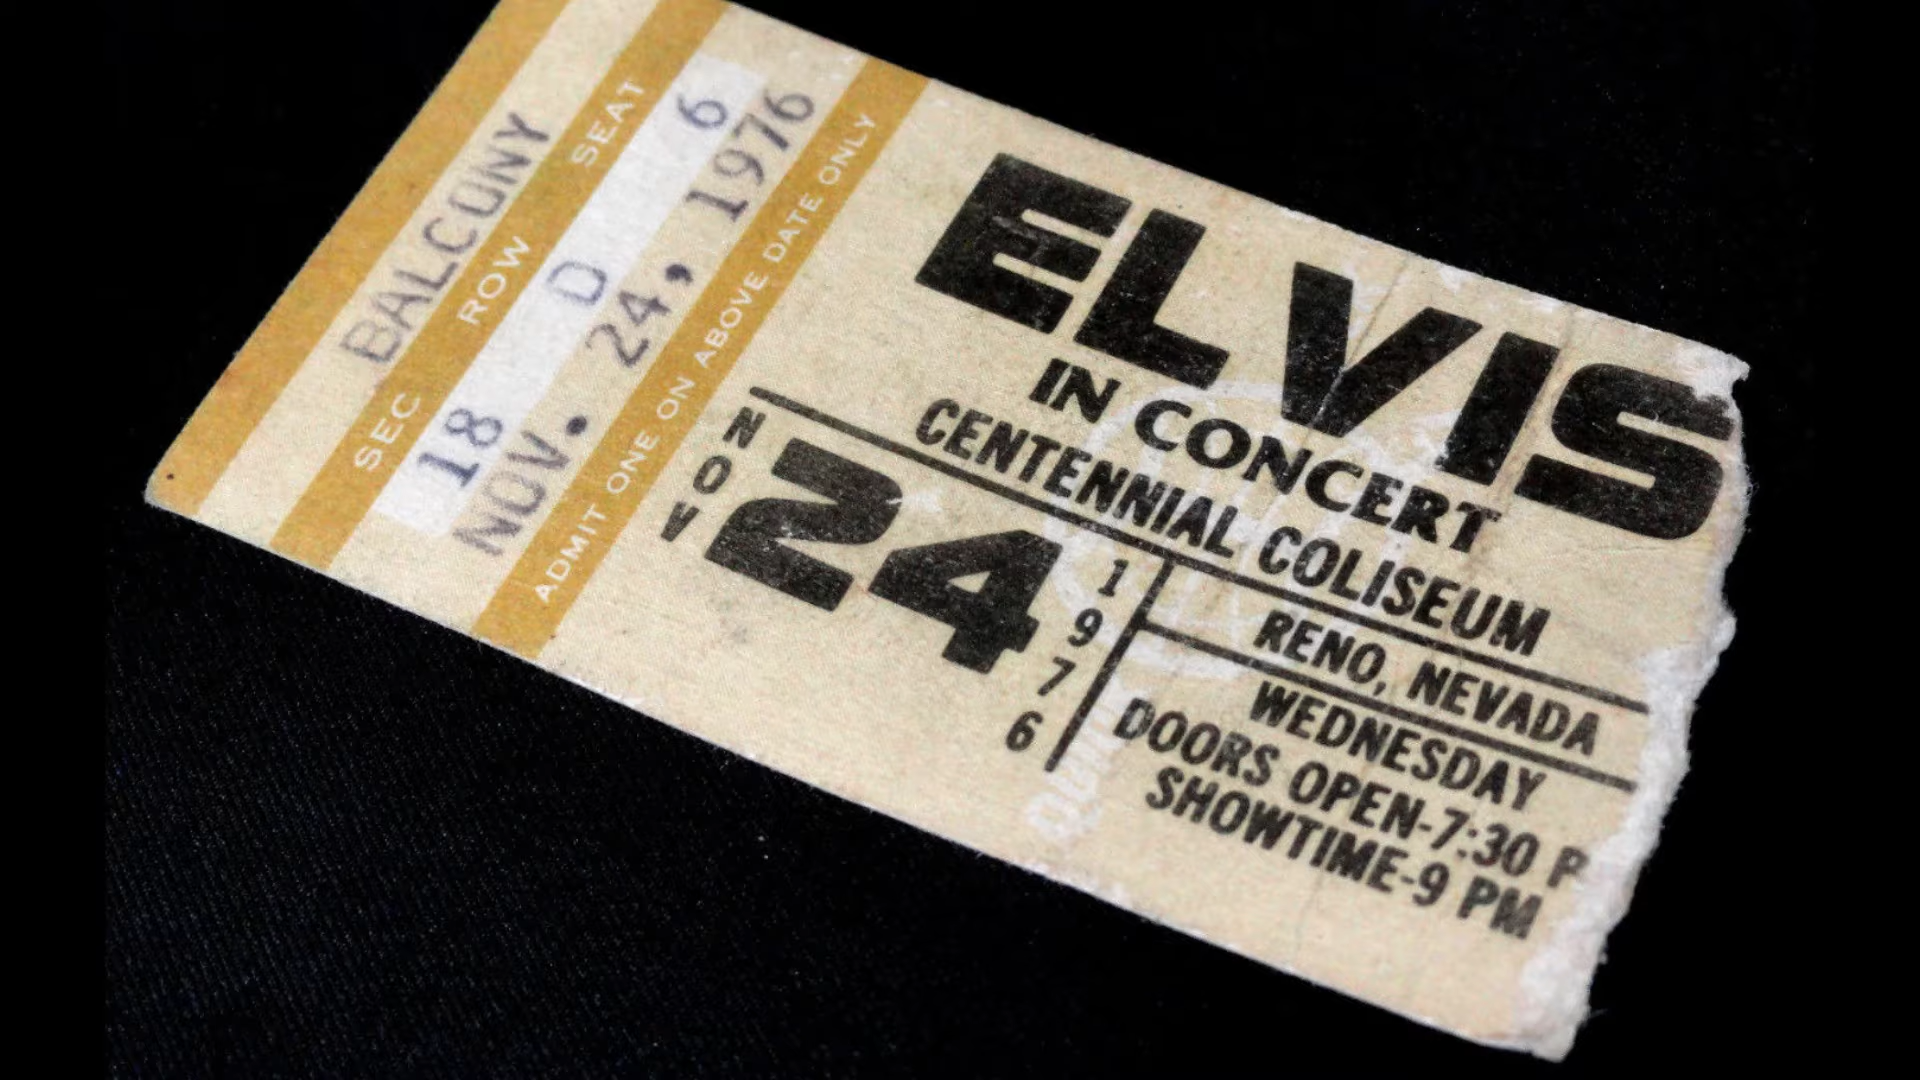 BALCONY
SEC ROW SEAT
18 D 6
NOV. 24, 1976
ADMIT ONE ON ABOVE DATE ONLY
ELVIS
IN CONCERT
CENTENNIAL COLISEUM
NOV 24 1976
RENO, NEVADA
WEDNESDAY
DOORS OPEN-7:30 P
SHOWTIME-9 PM